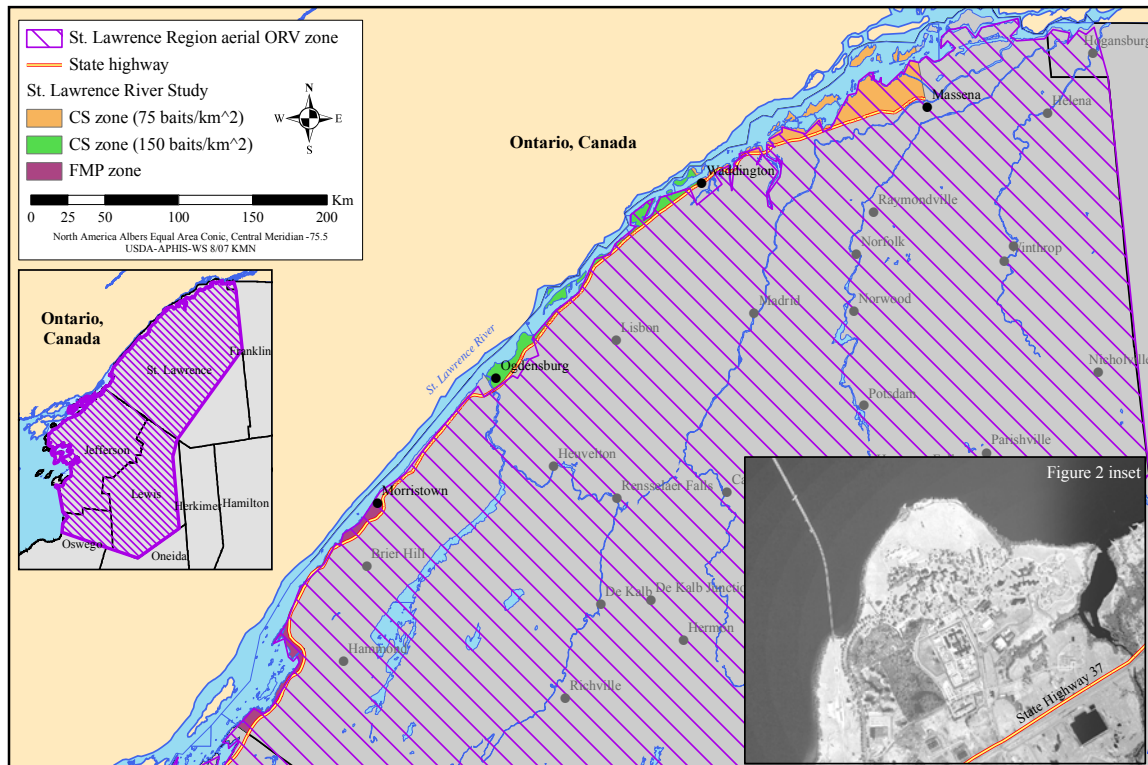 St. Lawrence Region aerial ORV zone
State highway
St. Lawrence River Study
CS zone (75 baits/km^2)
CS zone (150 baits/km^2)
FMP zone
N
W
E
S
Km
0 25 50 100 150 200
North America Albers Equal Area Conic, Central Meridian -75.5
USDA-APHIS-WS 8/07 KMN
Ontario, Canada
Hogansburg
Massena
Helena
Waddington
Raymondville
Norfolk
Winthrop
Madrid
Norwood
Lisbon
St. Lawrence River
Ogdensburg
Nicholville
Potsdam
Parishville
Heuvelton
Rensselaer Falls
Morristown
Brier Hill
De Kalb
De Kalb Junction
Hermon
Hammond
Richville
Ontario,
Canada
Franklin
St. Lawrence
Jefferson
Lewis
Herkimer
Hamilton
Oswego
Oneida
Figure 2 inset
State Highway 37